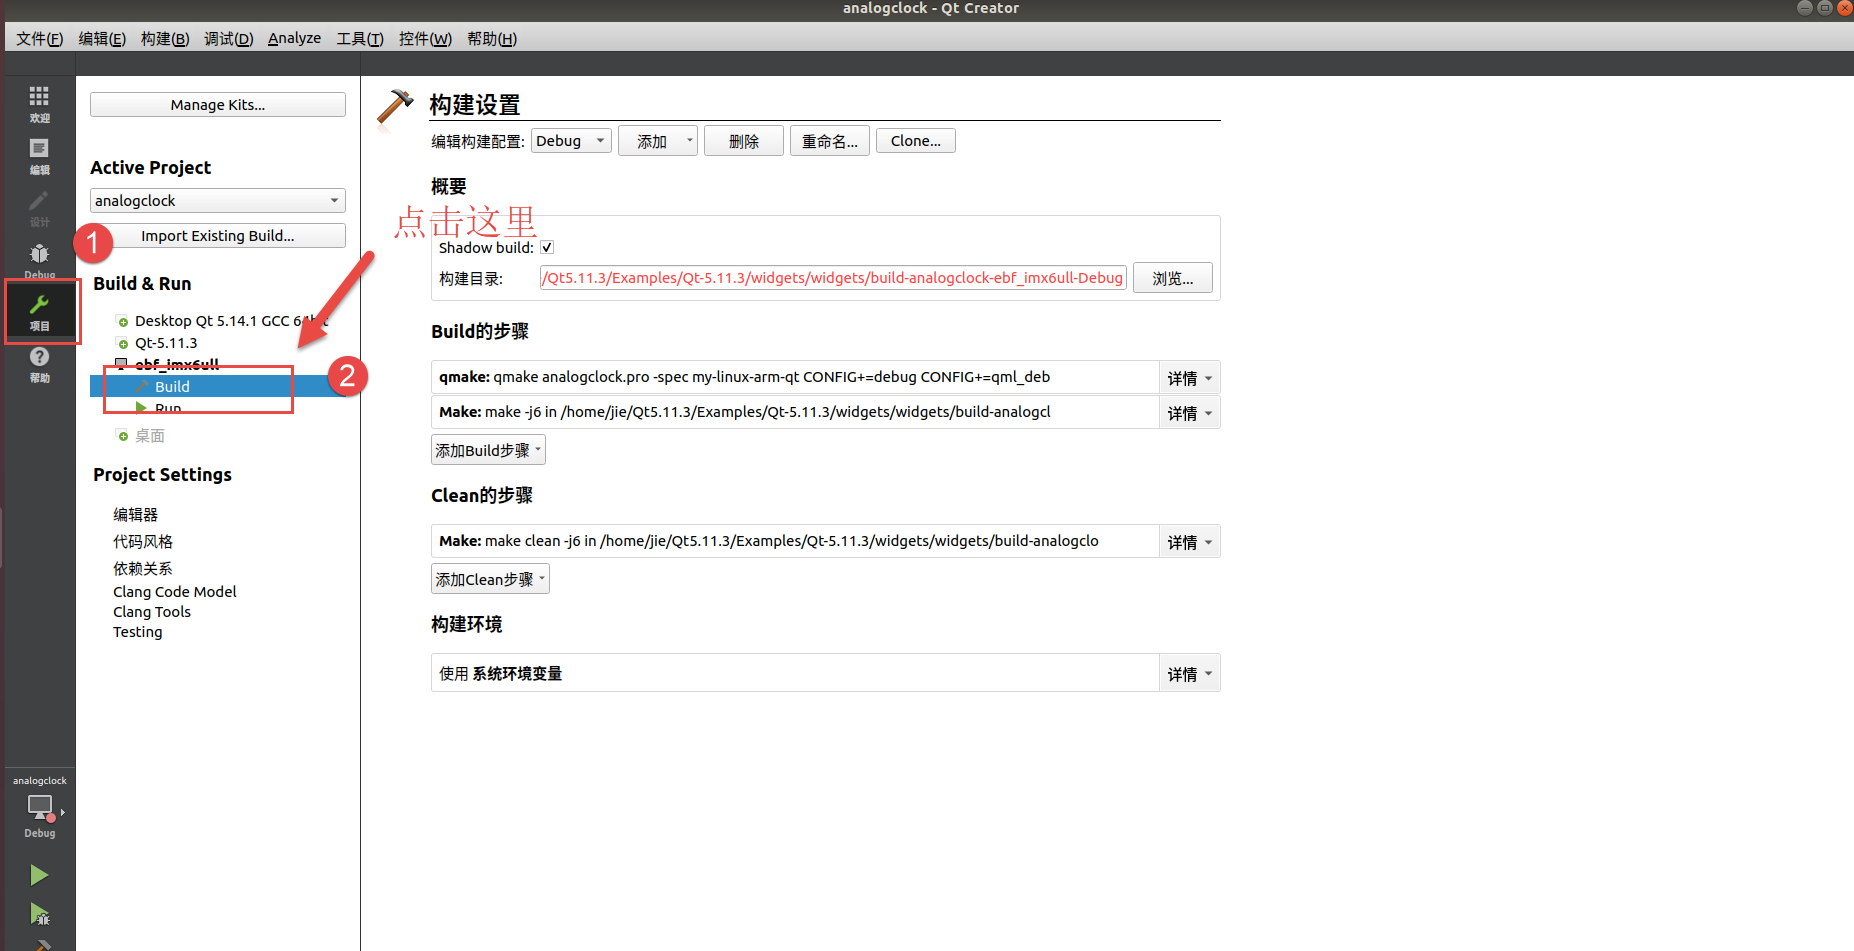 analogclock - Qt Creator
文件(F) 编辑(E) 构建(B) 调试(D) Analyze 工具(T) 控件(W) 帮助(H)
欢迎
编辑
设计
Debug
项目
帮助
analogclock
Debug
Manage Kits...
Active Project
analogclock
Import Existing Build...
1
Build & Run
Desktop Qt 5.14.1 GCC 64bit
Qt-5.11.3
ebf_imx6ull
Build
2
Run
桌面
Project Settings
编辑器
代码风格
依赖关系
Clang Code Model
Clang Tools
Testing
构建设置
编辑构建配置: Debug 添加 删除 重命名... Clone...
概要
点击这里
Shadow build:
构建目录: /Qt5.11.3/Examples/Qt-5.11.3/widgets/widgets/build-analogclock-ebf_imx6ull-Debug 浏览...
Build的步骤
qmake: qmake analogclock.pro -spec my-linux-arm-qt CONFIG+=debug CONFIG+=qml_deb 详情
Make: make -j6 in /home/jie/Qt5.11.3/Examples/Qt-5.11.3/widgets/widgets/build-analogcl 详情
添加Build步骤
Clean的步骤
Make: make clean -j6 in /home/jie/Qt5.11.3/Examples/Qt-5.11.3/widgets/widgets/build-analogclo 详情
添加Clean步骤
构建环境
使用 系统环境变量 详情